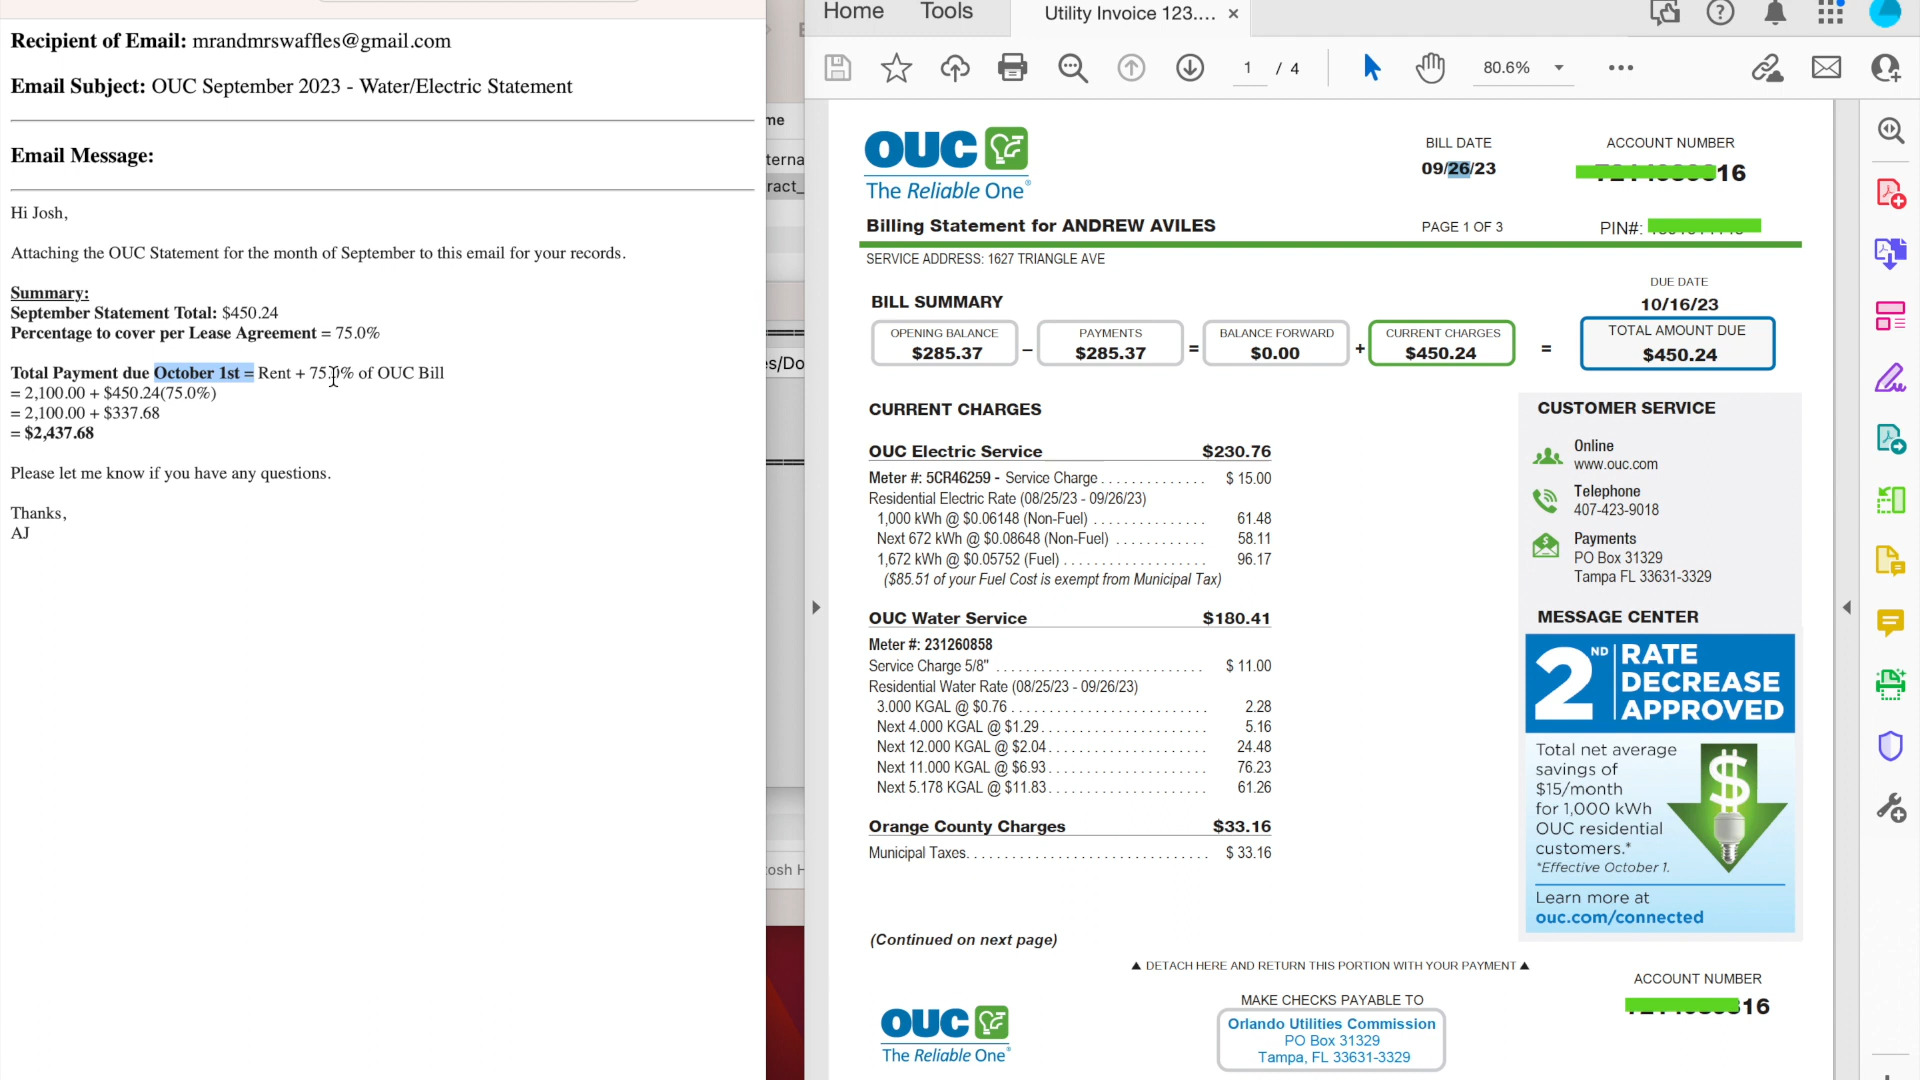 Recipient of Email: mrandmrswaffles@gmail.com
Email Subject: OUC September 2023 - Water/Electric Statement
Email Message:
Hi Josh,
Attaching the OUC Statement for the month of September to this email for your records.
Summary:
September Statement Total: $450.24
Percentage to cover per Lease Agreement = 75.0%
Total Payment due October 1st = Rent + 75.0% of OUC Bill
= 2,100.00 + $450.24(75.0%)
= 2,100.00 + $337.68
= $2,437.68
Please let me know if you have any questions.
Thanks,
AJ
me
terna
ract_
es/Do
tosh H
Home Tools Utility Invoice 123.... ×
1 / 4 80.6%
OUC
The Reliable One®
BILL DATE
09/26/23
ACCOUNT NUMBER
16
Billing Statement for ANDREW AVILES
PAGE 1 OF 3
PIN#:
SERVICE ADDRESS: 1627 TRIANGLE AVE
DUE DATE
10/16/23
BILL SUMMARY
OPENING BALANCE
$285.37
–
PAYMENTS
$285.37
=
BALANCE FORWARD
$0.00
+
CURRENT CHARGES
$450.24
=
TOTAL AMOUNT DUE
$450.24
CURRENT CHARGES
OUC Electric Service $230.76
Meter #: 5CR46259 - Service Charge . . . . . . . . . . . . . . $ 15.00
Residential Electric Rate (08/25/23 - 09/26/23)
1,000 kWh @ $0.06148 (Non-Fuel) . . . . . . . . . . . . . . . 61.48
Next 672 kWh @ $0.08648 (Non-Fuel) . . . . . . . . . . . . 58.11
1,672 kWh @ $0.05752 (Fuel) . . . . . . . . . . . . . . . . . . . 96.17
($85.51 of your Fuel Cost is exempt from Municipal Tax)
OUC Water Service $180.41
Meter #: 231260858
Service Charge 5/8" . . . . . . . . . . . . . . . . . . . . . . . . . . . $ 11.00
Residential Water Rate (08/25/23 - 09/26/23)
3.000 KGAL @ $0.76 . . . . . . . . . . . . . . . . . . . . . . . . . 2.28
Next 4.000 KGAL @ $1.29 . . . . . . . . . . . . . . . . . . . . . 5.16
Next 12.000 KGAL @ $2.04 . . . . . . . . . . . . . . . . . . . . 24.48
Next 11.000 KGAL @ $6.93 . . . . . . . . . . . . . . . . . . . . 76.23
Next 5.178 KGAL @ $11.83 . . . . . . . . . . . . . . . . . . . . 61.26
Orange County Charges $33.16
Municipal Taxes. . . . . . . . . . . . . . . . . . . . . . . . . . . . . . . $ 33.16
(Continued on next page)
CUSTOMER SERVICE
Online
www.ouc.com
Telephone
407-423-9018
Payments
PO Box 31329
Tampa FL 33631-3329
MESSAGE CENTER
2ND RATE
DECREASE
APPROVED
Total net average
savings of
$15/month
for 1,000 kWh
OUC residential
customers.*
*Effective October 1.
Learn more at
ouc.com/connected
▲ DETACH HERE AND RETURN THIS PORTION WITH YOUR PAYMENT ▲
OUC
The Reliable One®
MAKE CHECKS PAYABLE TO
Orlando Utilities Commission
PO Box 31329
Tampa, FL 33631-3329
ACCOUNT NUMBER
16